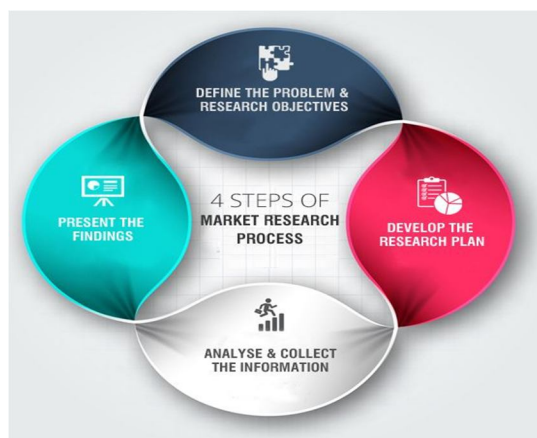 DEFINE THE PROBLEM &
RESEARCH OBJECTIVES
4 STEPS OF
MARKET RESEARCH
PROCESS
DEVELOP THE
RESEARCH PLAN
ANALYSE & COLLECT
THE INFORMATION
PRESENT THE
FINDINGS